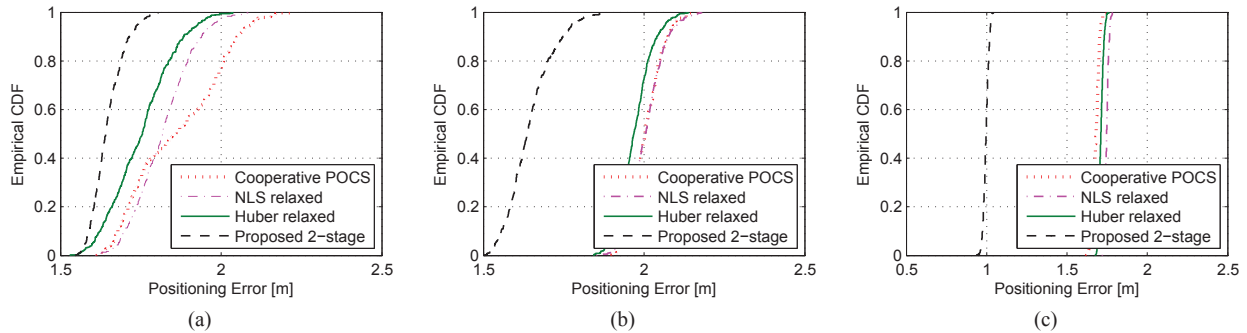 Empirical CDF
1
0.8
0.6
0.4
0.2
0
1.5
2
2.5
Positioning Error [m]
Cooperative POCS
NLS relaxed
Huber relaxed
Proposed 2−stage
(a)
Empirical CDF
1
0.8
0.6
0.4
0.2
0
1.5
2
2.5
Positioning Error [m]
Cooperative POCS
NLS relaxed
Huber relaxed
Proposed 2−stage
(b)
Empirical CDF
1
0.8
0.6
0.4
0.2
0
0.5
1
1.5
2
2.5
Positioning Error [m]
Cooperative POCS
NLS relaxed
Huber relaxed
Proposed 2−stage
(c)